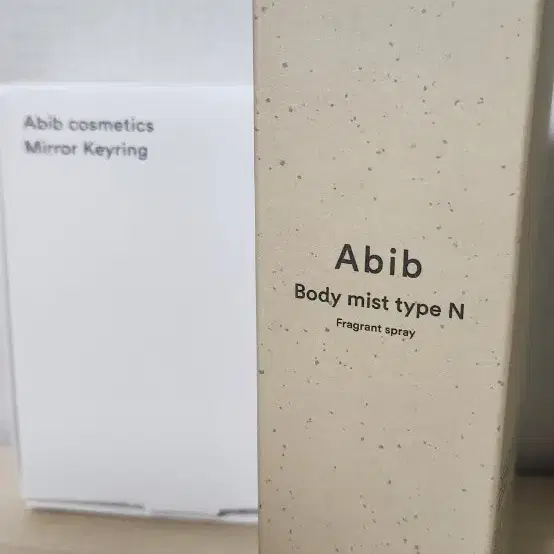 Abib cosmetics
Mirror Keyring
Abib
Body mist type N
Fragrant spray